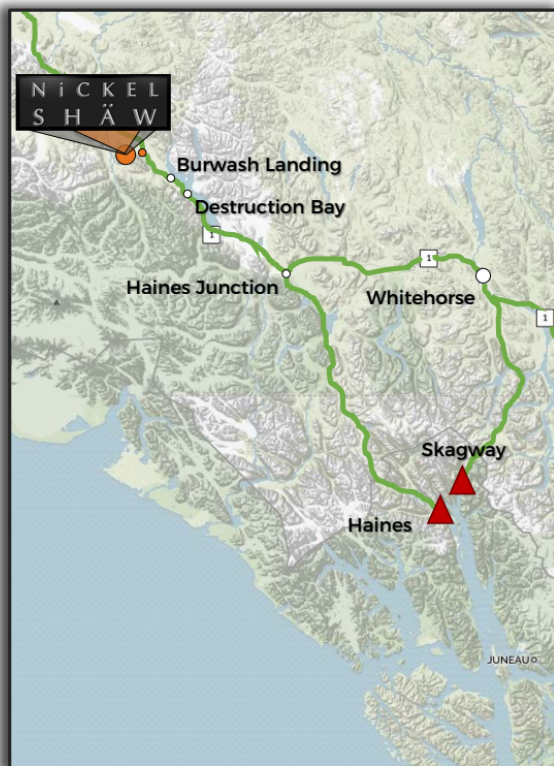 NiCKEL
SHÄW
Burwash Landing
Destruction Bay
1
Haines Junction
1
Whitehorse
1
Skagway
Haines
JUNEAU